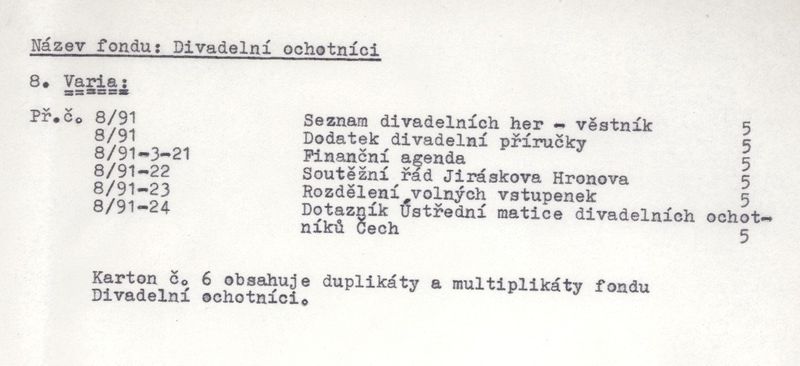 Název fondu: Divadelní ochotníci
8. Varia:
Př.č. 8/91 Seznam divadelních her - věstník 5
8/91 Dodatek divadelní příručky 5
8/91-3-21 Finanční agenda 5
8/91-22 Soutěžní řád Jiráskova Hronova 5
8/91-23 Rozdělení volných vstupenek 5
8/91-24 Dotazník Ústřední matice divadelních ochot-
níků Čech 5
Karton č. 6 obsahuje duplikáty a multiplikáty fondu
Divadelní ochotníci.